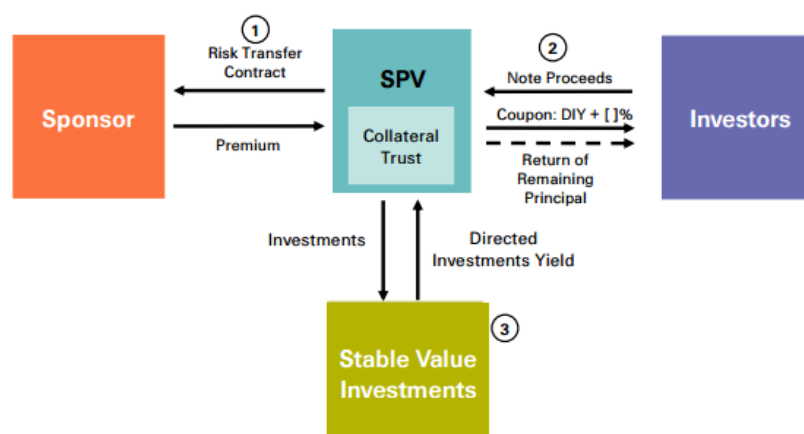 1
Risk Transfer
Contract
Sponsor
Premium
SPV
Collateral
Trust
2
Note Proceeds
Coupon: DIY + [ ]%
Return of
Remaining
Principal
Investors
Investments
Directed
Investments Yield
3
Stable Value
Investments